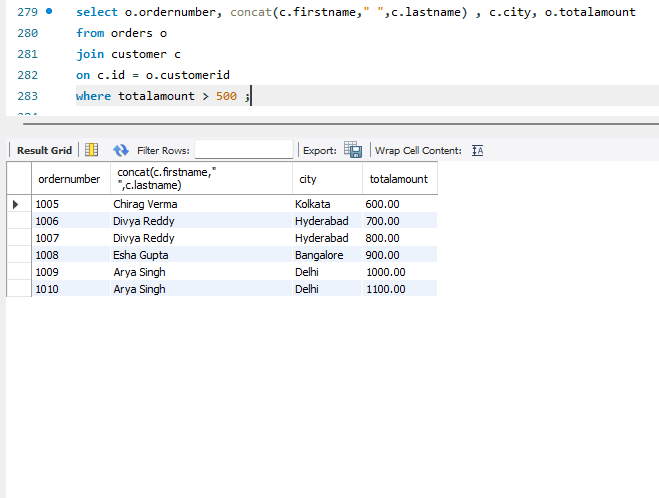 279 select o.ordernumber, concat(c.firstname," ",c.lastname) , c.city, o.totalamount
280 from orders o
281 join customer c
282 on c.id = o.customerid
283 where totalamount > 500 ;
Result Grid Filter Rows: Export: Wrap Cell Content: IA
ordernumber concat(c.firstname," ",c.lastname) city totalamount
1005 Chirag Verma Kolkata 600.00
1006 Divya Reddy Hyderabad 700.00
1007 Divya Reddy Hyderabad 800.00
1008 Esha Gupta Bangalore 900.00
1009 Arya Singh Delhi 1000.00
1010 Arya Singh Delhi 1100.00